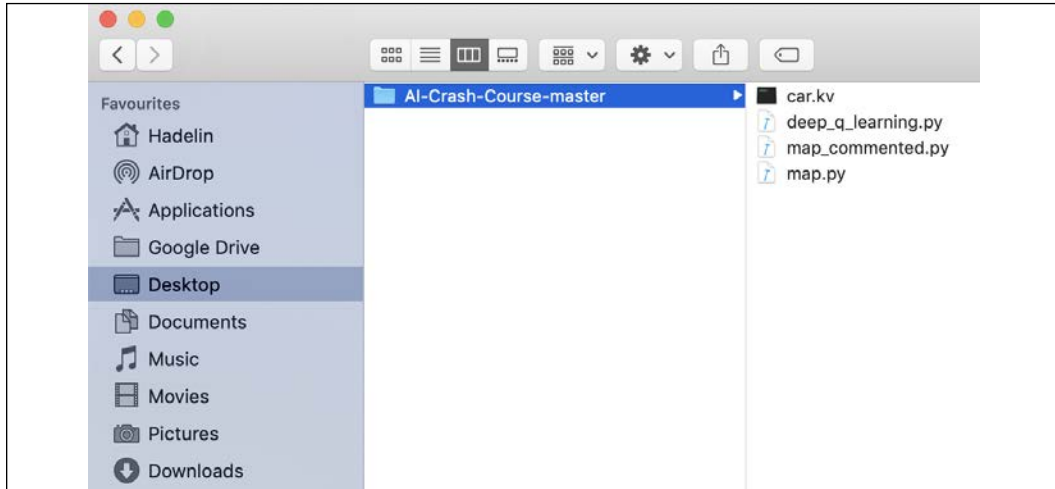 Favourites
Hadelin
AirDrop
Applications
Google Drive
Desktop
Documents
Music
Movies
Pictures
Downloads
AI-Crash-Course-master
car.kv
deep_q_learning.py
map_commented.py
map.py